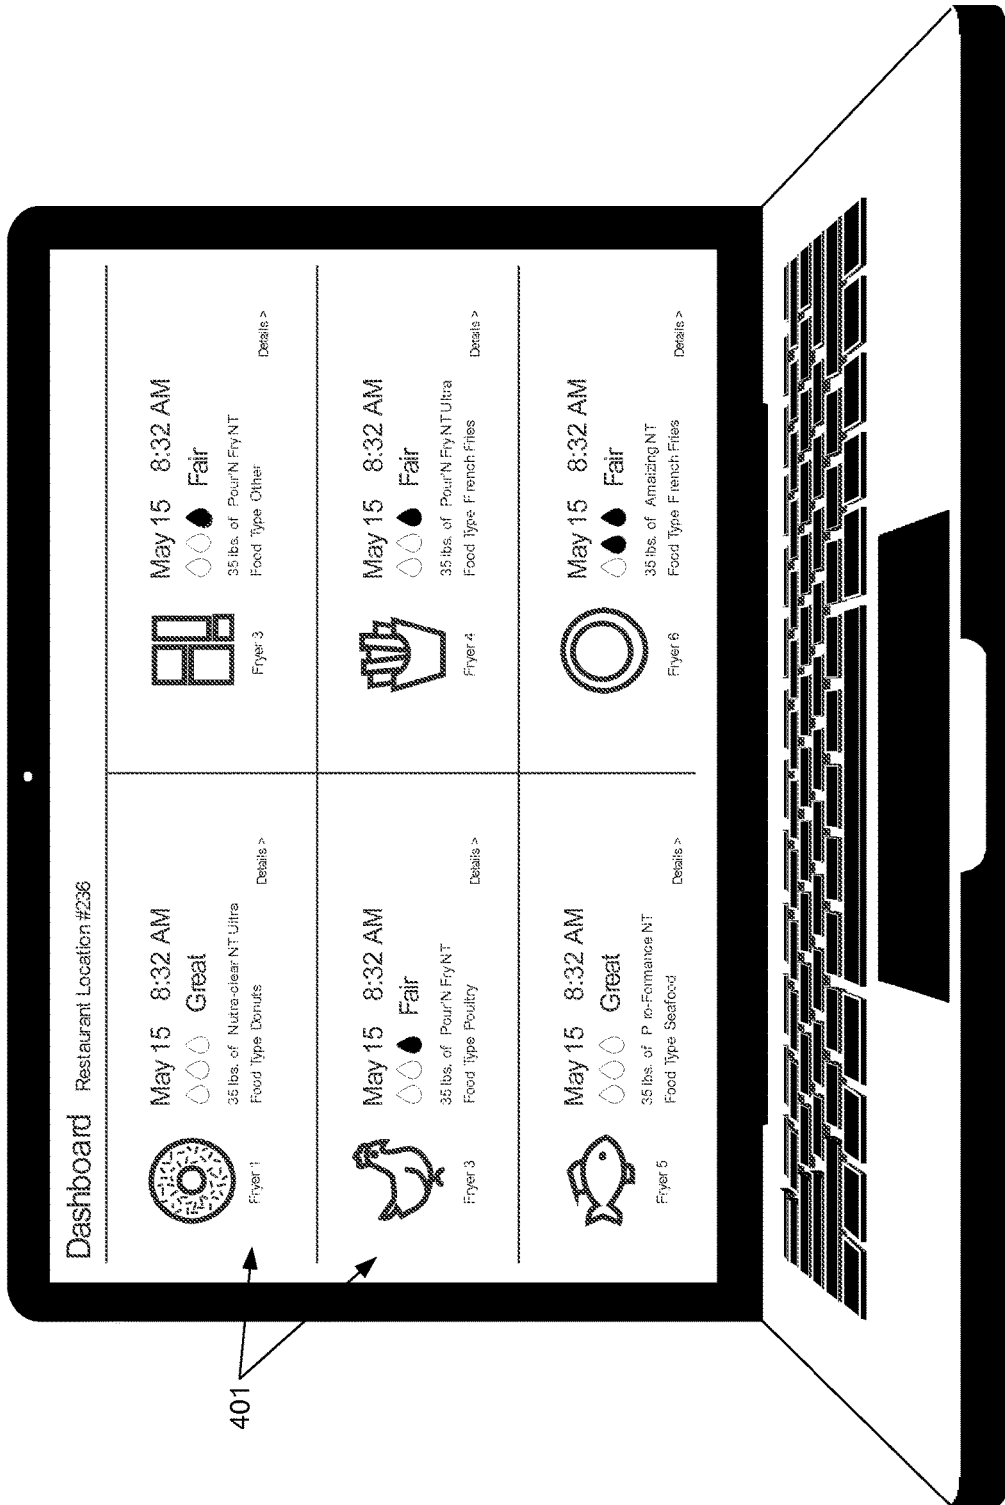 Dashboard Restaurant Location #236
May 15 8:32 AM
Great
35 lbs. of Nutra-clear NT Ultra
Food Type Donuts
Fryer 1
Details >
May 15 8:32 AM
Fair
35 lbs. of Pour'N Fry NT
Food Type Other
Fryer 3
Details >
May 15 8:32 AM
Fair
35 lbs. of Pour'N Fry NT
Food Type Poultry
Fryer 3
Details >
May 15 8:32 AM
Fair
35 lbs. of Pour'N Fry NT Ultra
Food Type French Fries
Fryer 4
Details >
May 15 8:32 AM
Great
35 lbs. of Pro-Formance NT
Food Type Seafood
Fryer 5
Details >
May 15 8:32 AM
Fair
35 lbs. of Amaizing NT
Food Type French Fries
Fryer 6
Details >
401